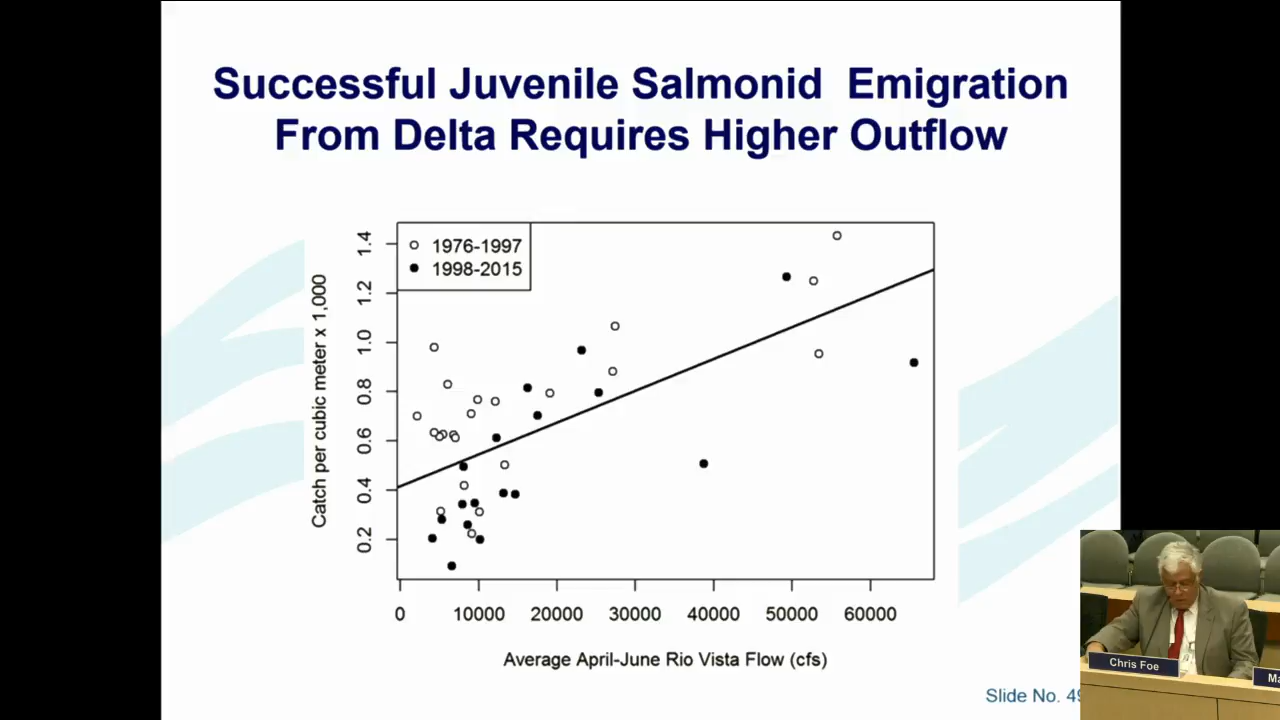 Successful Juvenile Salmonid Emigration
From Delta Requires Higher Outflow
1976-1997
1998-2015
Catch per cubic meter x 1,000
1.4
1.2
1.0
0.8
0.6
0.4
0.2
0 10000 20000 30000 40000 50000 60000
Average April-June Rio Vista Flow (cfs)
Slide No. 49
Chris Foe
Ma